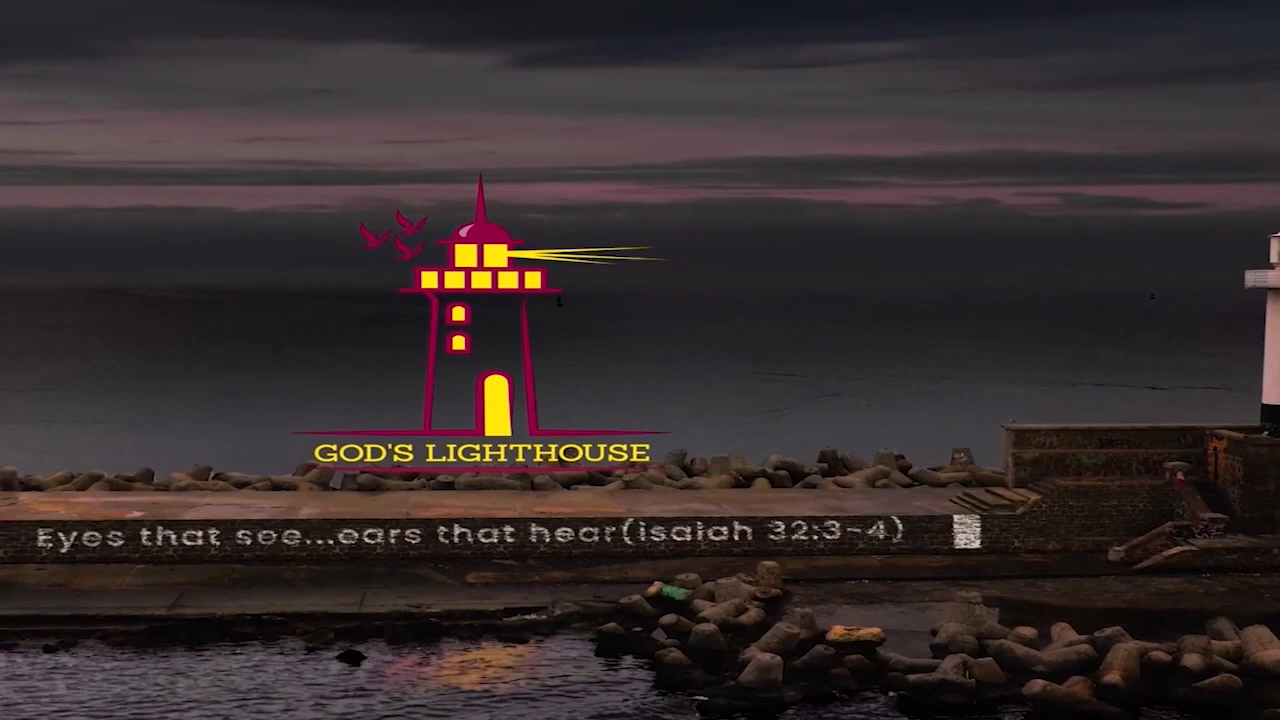 GOD'S LIGHTHOUSE
Eyes that see...ears that hear(isaiah 32:3-4)